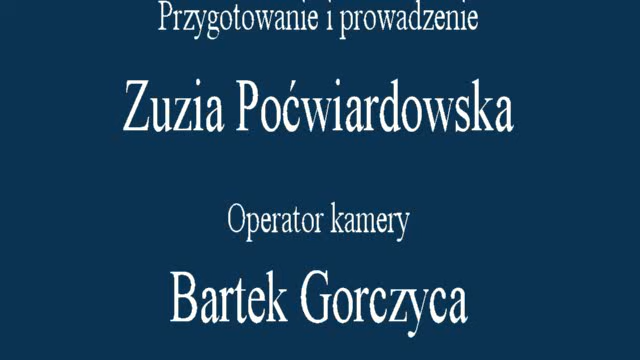 Przygotowanie i prowadzenie
Zuzia Poćwiardowska
Operator kamery
Bartek Gorczyca